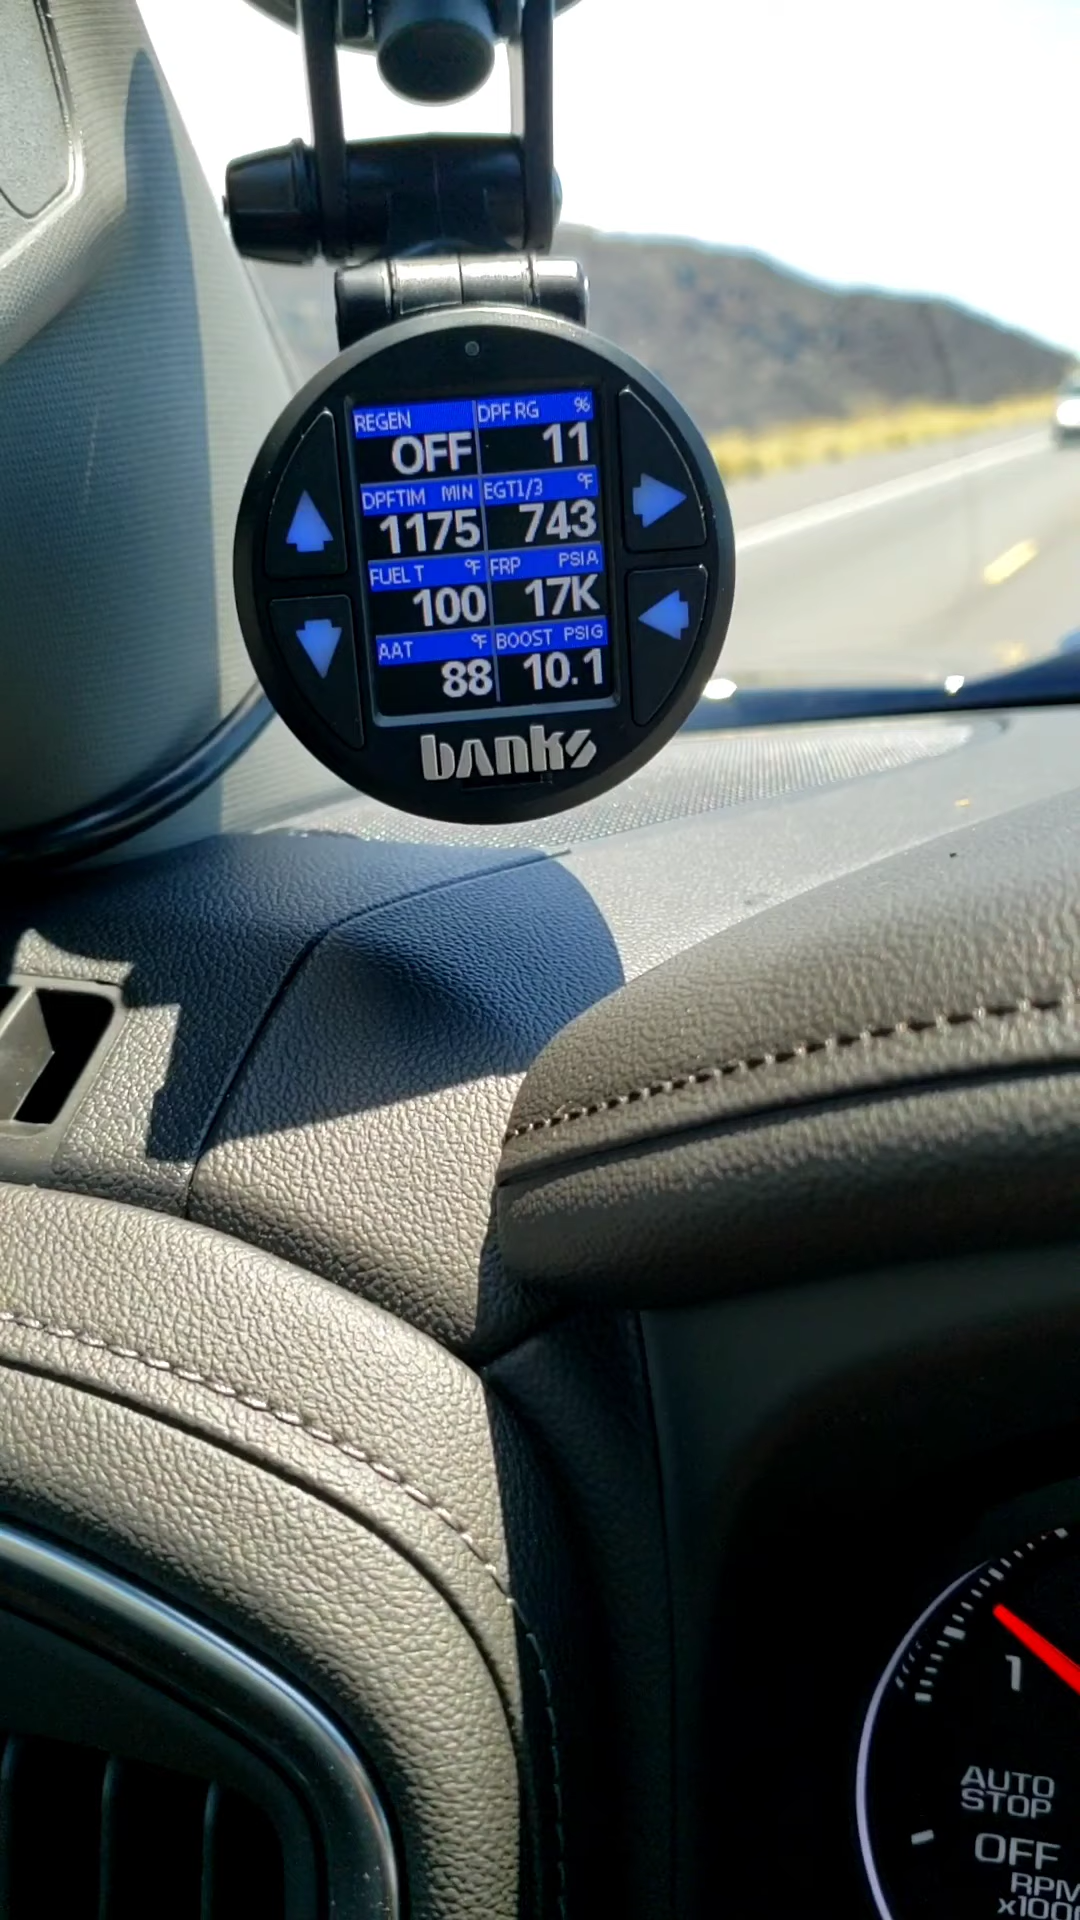 REGEN DPF RG %
OFF 11
DPFTIM MIN EGT1/3 °F
1175 743
FUEL T °F FRP PSIA
100 17K
AAT °F BOOST PSIG
88 10.1
banks
1
AUTO
STOP
OFF
RPM